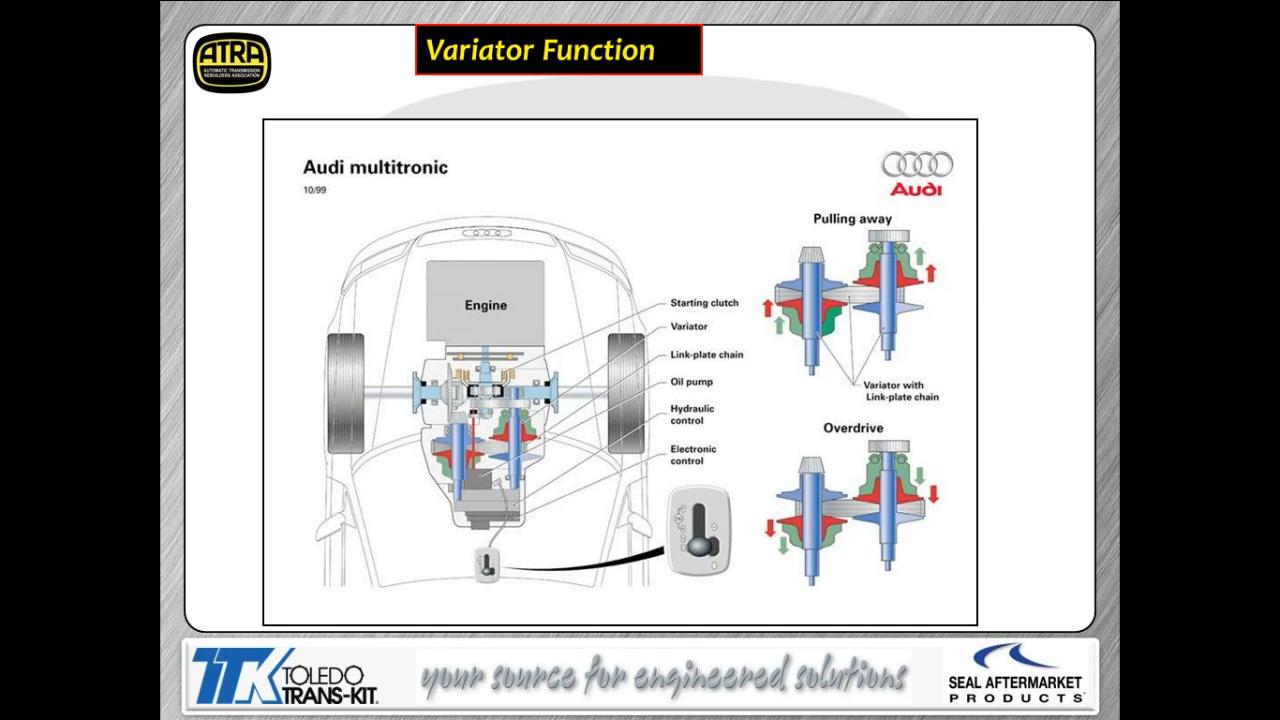 Variator Function
ATRA
AUTOMATIC TRANSMISSION
REBUILDERS ASSOCIATION
Audi multitronic
10/99
Audi
Pulling away
Engine
Starting clutch
Variator
Link-plate chain
Oil pump
Hydraulic
control
Electronic
control
Variator with
Link-plate chain
Overdrive
TTK TOLEDO
TRANS-KIT.
your source for engineered solutions
SEAL AFTERMARKET
PRODUCTS